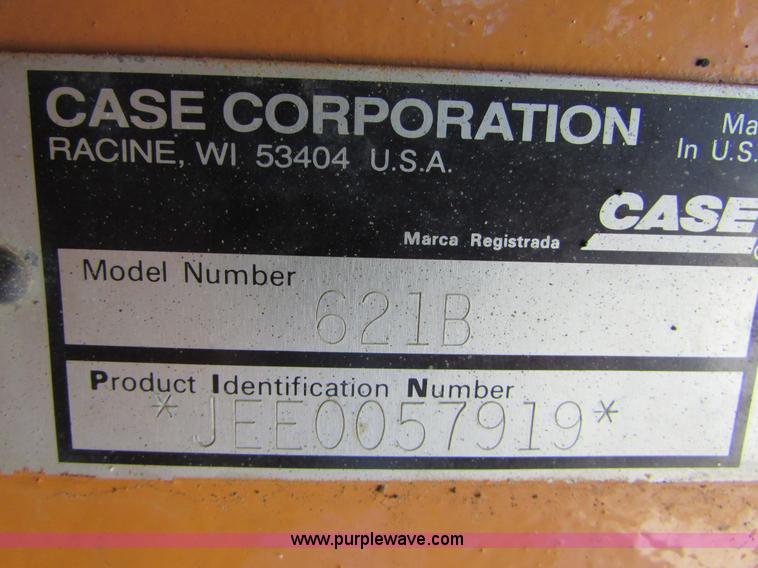 CASE CORPORATION
RACINE, WI 53404 U.S.A.
In U.S.
CASE
Marca Registrada
Model Number
621B
Product Identification Number
*JEE0057919*
www.purplewave.com